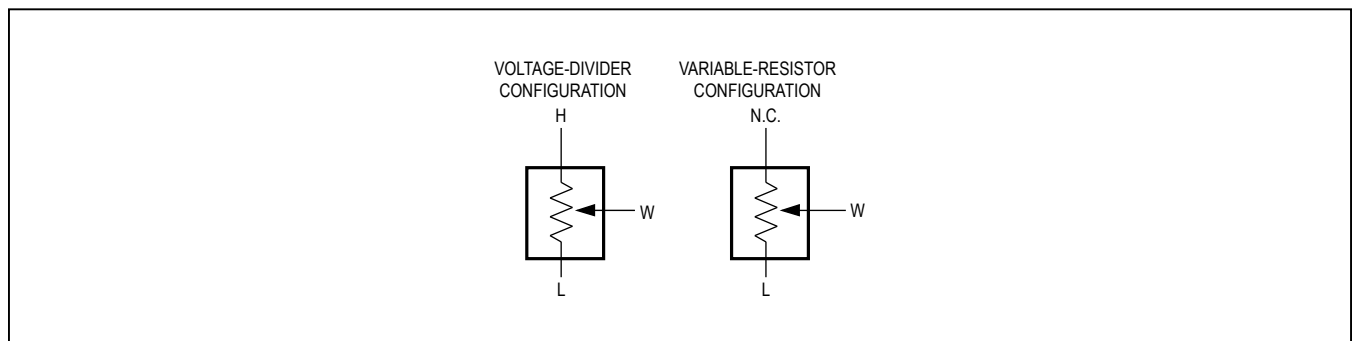 VOLTAGE-DIVIDER
CONFIGURATION
H
W
L
VARIABLE-RESISTOR
CONFIGURATION
N.C.
W
L